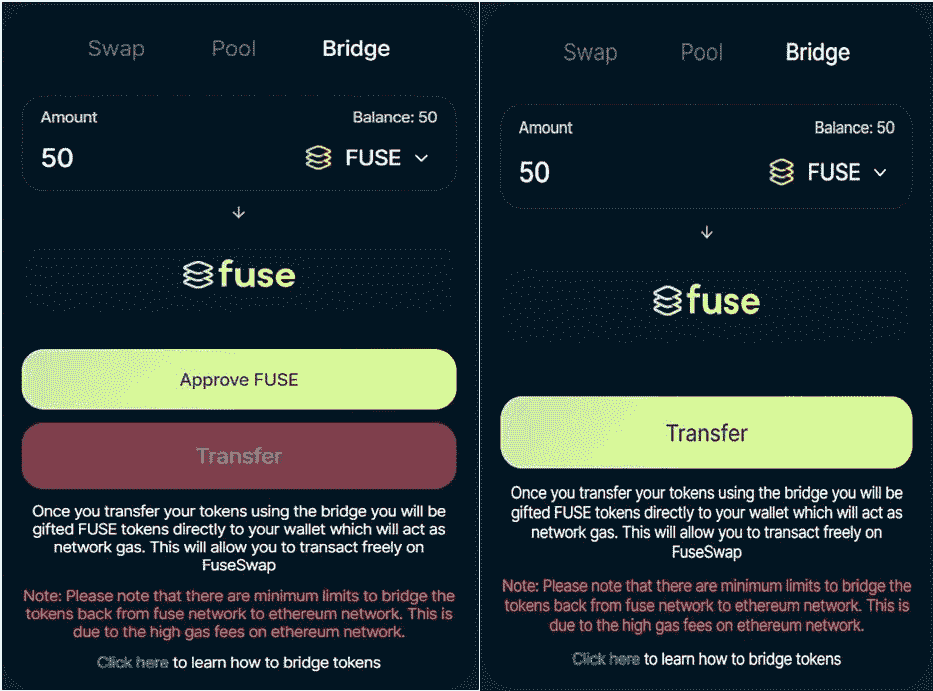 Swap Pool Bridge
Amount Balance: 50
50 FUSE
fuse
Approve FUSE
Transfer
Once you transfer your tokens using the bridge you will be
gifted FUSE tokens directly to your wallet which will act as
network gas. This will allow you to transact freely on
FuseSwap
Note: Please note that there are minimum limits to bridge the
tokens back from fuse network to ethereum network. This is
due to the high gas fees on ethereum network.
Click here to learn how to bridge tokens
Swap Pool Bridge
Amount Balance: 50
50 FUSE
fuse
Transfer
Once you transfer your tokens using the bridge you will be
gifted FUSE tokens directly to your wallet which will act as
network gas. This will allow you to transact freely on
FuseSwap
Note: Please note that there are minimum limits to bridge the
tokens back from fuse network to ethereum network. This is
due to the high gas fees on ethereum network.
Click here to learn how to bridge tokens